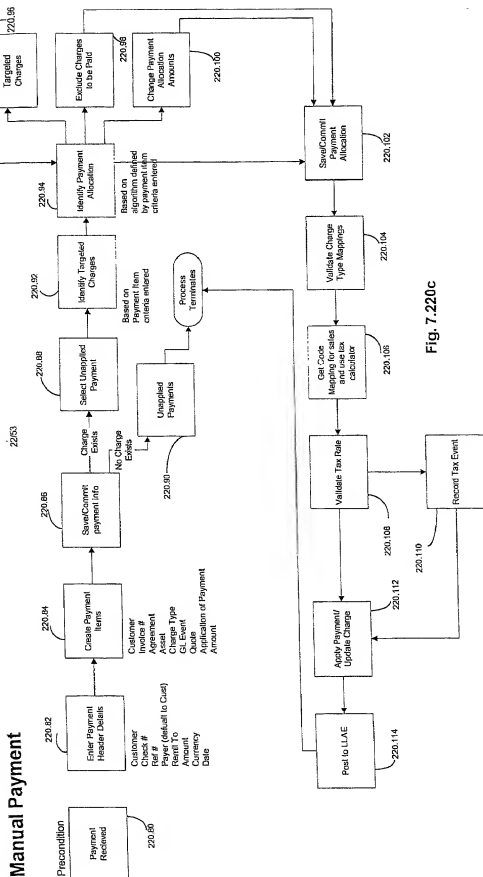 22/53
Manual Payment
Precondition
Payment
Recieved
220.80
Enter Payment
Header Details
220.82
Customer
Check #
Ref #
Payer (default to Cust)
Remit To
Amount
Currency
Date
Create Payment
Items
220.84
Customer
Invoice #
Agreement
Asset
Charge Type
GL Event
Quote
Application of Payment
Amount
Save/Commit
payment Info
220.86
Charge
Exists
No Charge
Exists
Select Unapplied
Payment
220.88
Unapplied
Payments
220.90
Process
Terminates
Identify Targeted
Charges
220.92
Based on
Payment Item
criteria entered
Identify Payment
Allocation
220.94
Based on
algorithm defined
by payment item
criteria entered
Targeted
Charges
220.96
Exclude Charges
to be Paid
220.98
Change Payment
Allocation
Amounts
220.100
Save/Commit
Payment
Allocation
220.102
Validate Charge
Type Mappings
220.104
Get Code
Mapping for sales
and use tax
calculator
220.106
Validate Tax Rate
220.108
Record Tax Event
220.110
Apply Payment/
Update Charge
220.112
Post to LLAE
220.114
Fig. 7.220c